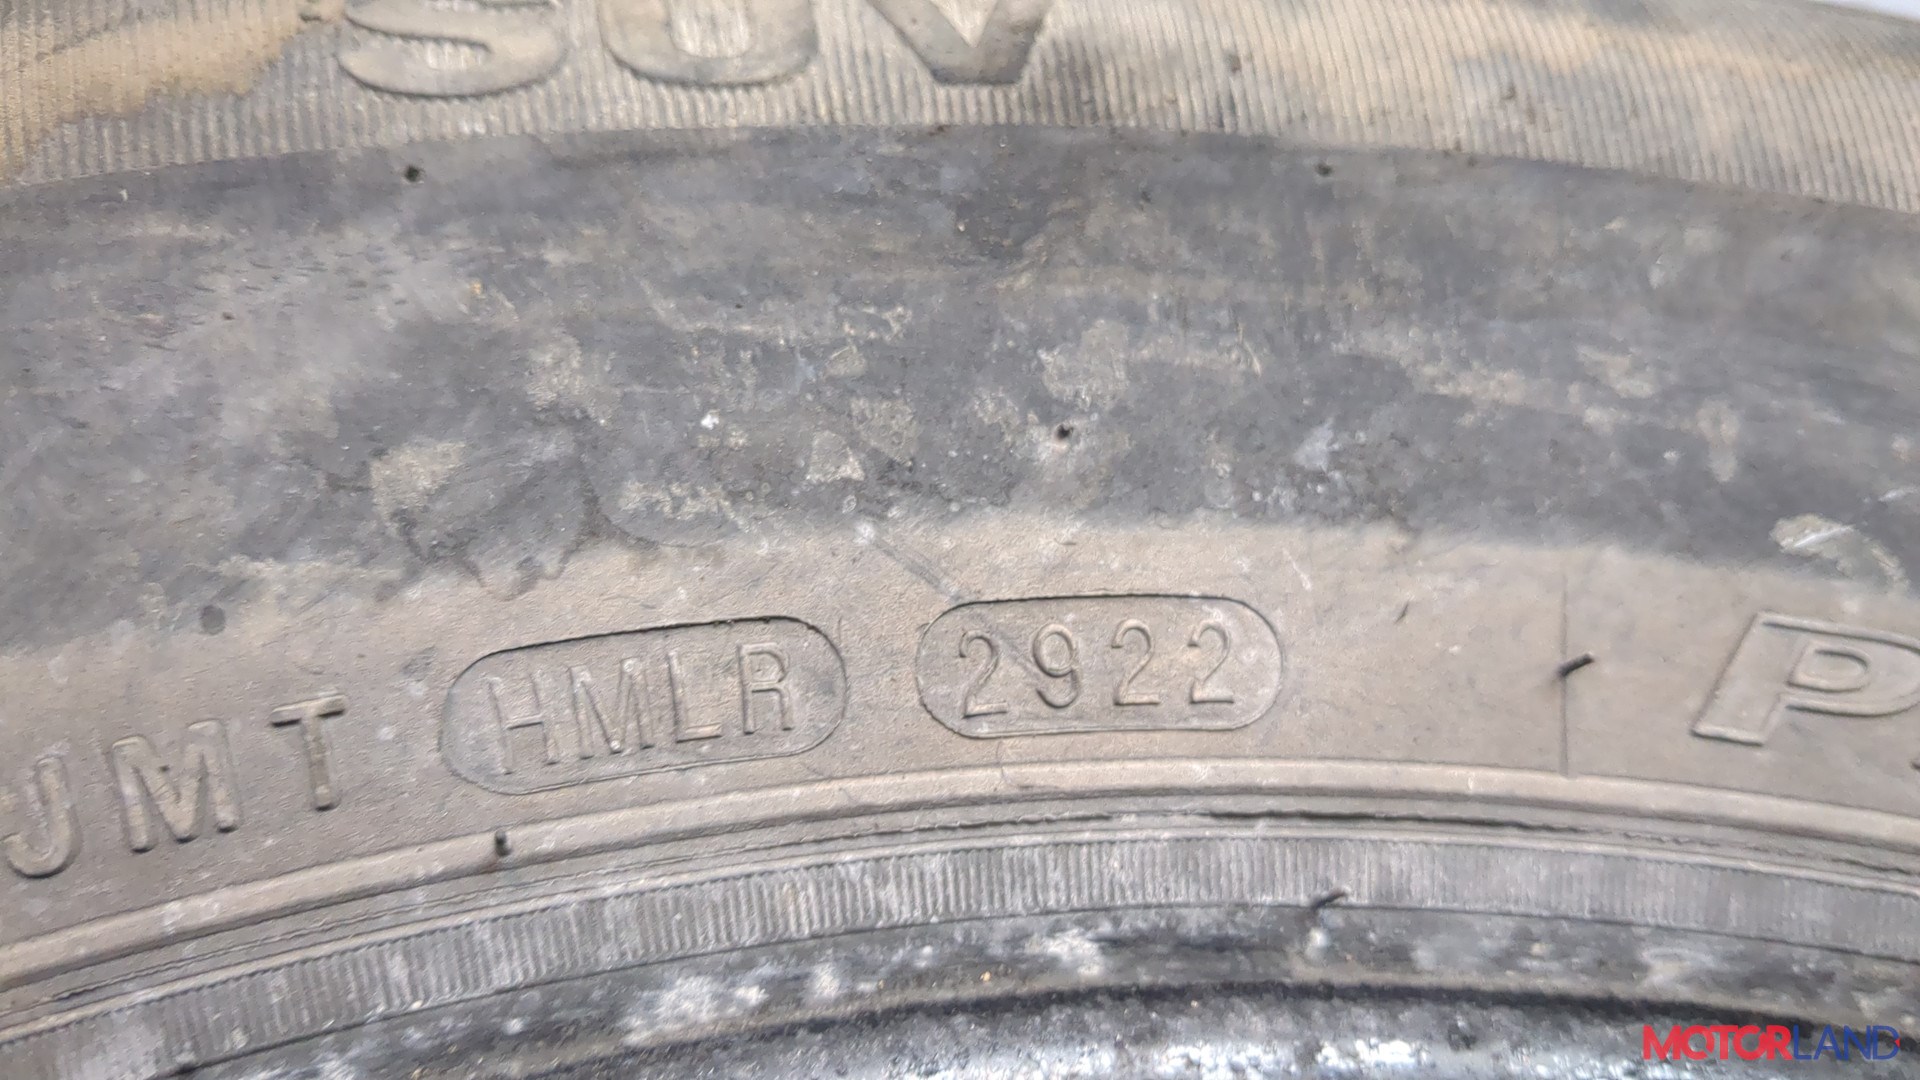 SUV
JMT HMLR 2922 P
MOTORLAND